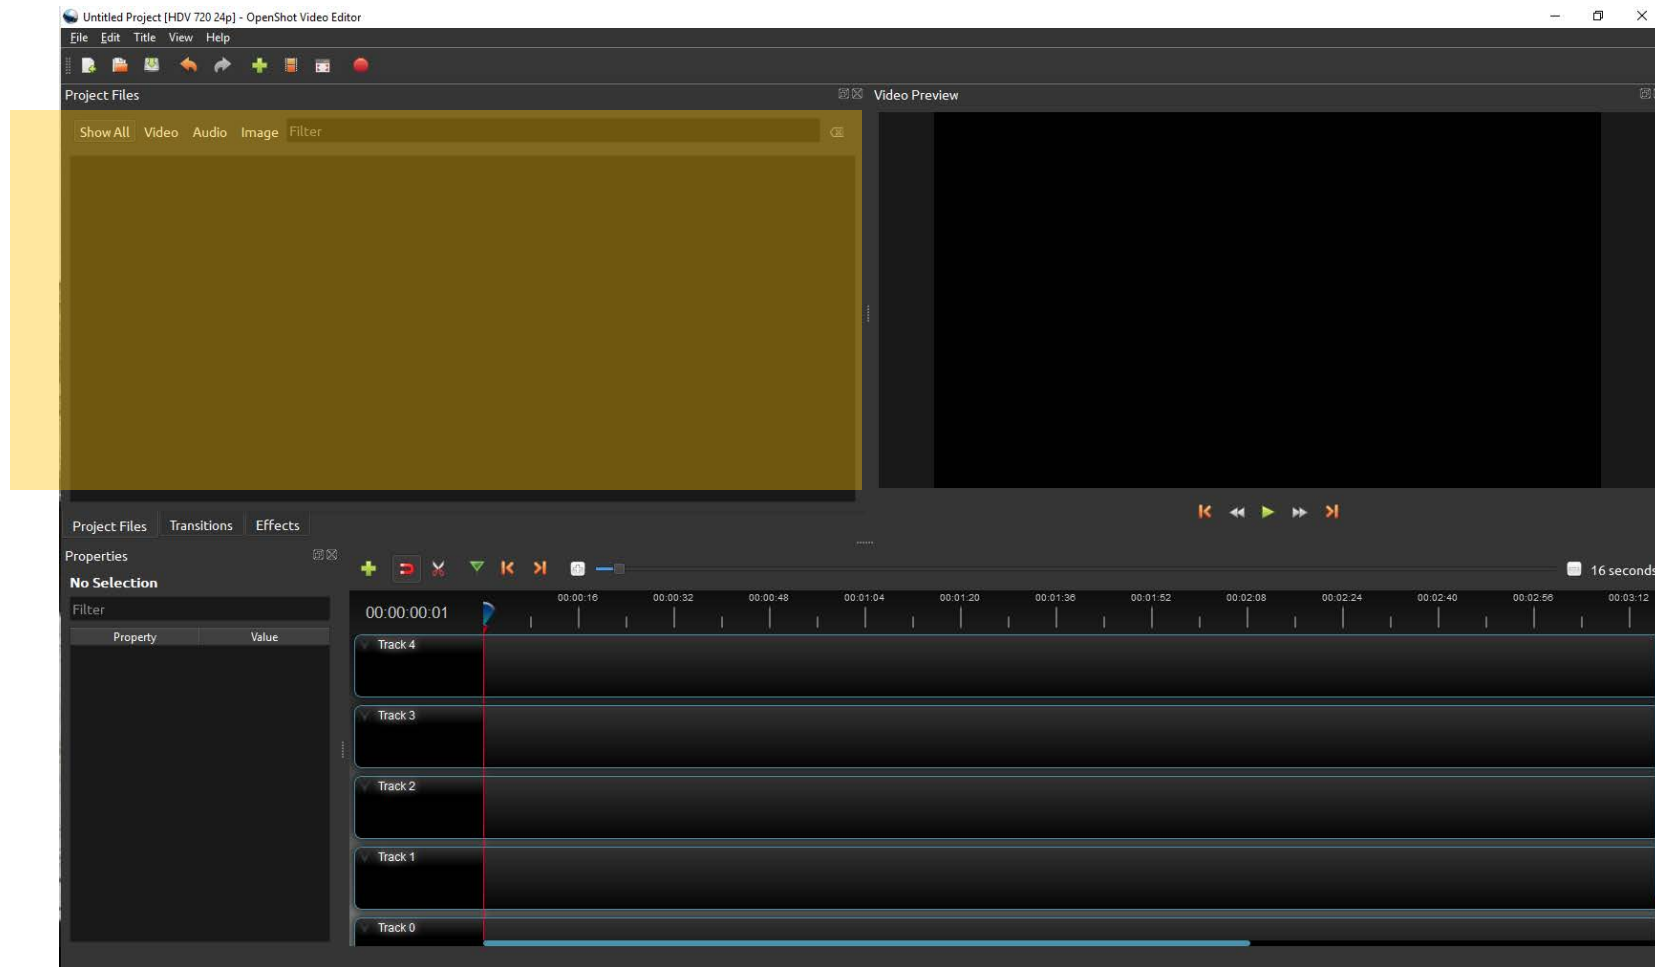 Untitled Project [HDV 720 24p] - OpenShot Video Editor
File Edit Title View Help
Project Files
Video Preview
Show All Video Audio Image Filter
Project Files Transitions Effects
Properties
No Selection
16 seconds
Filter
Property Value
00:00:00:01
00:00:16 00:00:32 00:00:48 00:01:04 00:01:20 00:01:36 00:01:52 00:02:08 00:02:24 00:02:40 00:02:56 00:03:12
Track 4
Track 3
Track 2
Track 1
Track 0